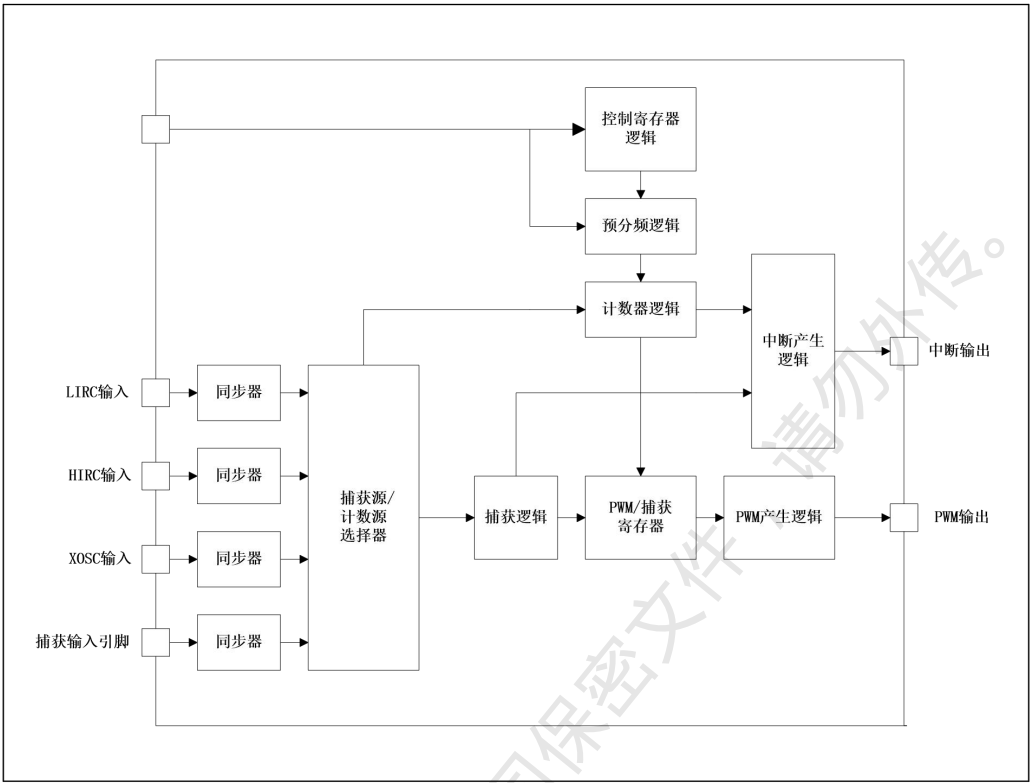 控制寄存器
逻辑
预分频逻辑
计数器逻辑
中断产生
逻辑
中断输出
LIRC输入
同步器
HIRC输入
同步器
捕获源/
计数源
选择器
捕获逻辑
PWM/捕获
寄存器
PWM产生逻辑
PWM输出
XOSC输入
同步器
捕获输入引脚
同步器
司保密文件,请勿外传。